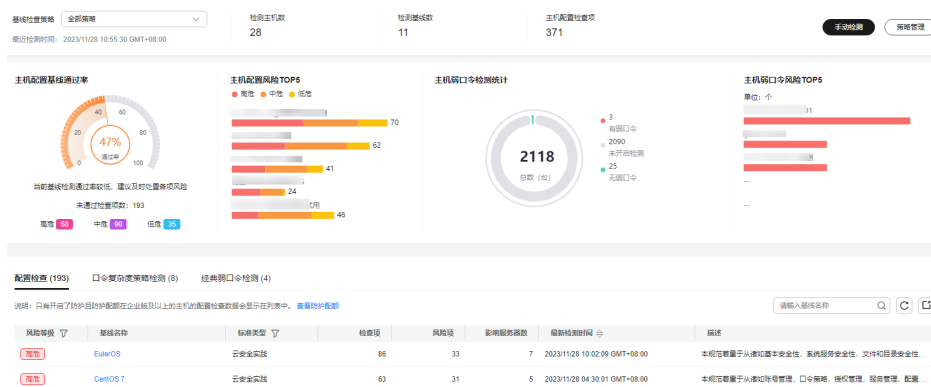 基线检查策略 全部策略
最近检测时间: 2023/11/28 10:55:30 GMT+08:00
检测主机数
28
检测基线数
11
主机配置检查项
371
手动检测 策略管理
主机配置基线通过率
0 20 40 60 80 100
47%
通过率
当前基线检测通过率较低，建议及时处置各项风险
未通过检查项数: 193
高危 68 中危 90 低危 35
主机配置风险TOP5
高危 中危 低危
70
62
41
24
试用
46
主机弱口令检测统计
2118
总数（台）
3
有弱口令
2090
未开启检测
25
无弱口令
主机弱口令风险TOP5
单位: 个
...
...
配置检查 (193) 口令复杂度策略检测 (8) 经典弱口令检测 (4)
说明: 只有开启了防护且防护配额在企业版及以上的主机的配置检查数据会显示在列表中。 查看防护配额
请输入基线名称
风险等级 基线名称 标准类型 检查项 风险项 影响服务器数 最新检测时间 描述
高危 EulerOS 云安全实践 86 33 7 2023/11/28 10:02:09 GMT+08:00 本规范着重于从诸如基本安全性，系统服务安全性，文件和目录安全性...
高危 CentOS 7 云安全实践 63 31 5 2023/11/28 04:30:01 GMT+08:00 本规范着重于从诸如账号管理，口令策略，授权管理，服务管理，配置...